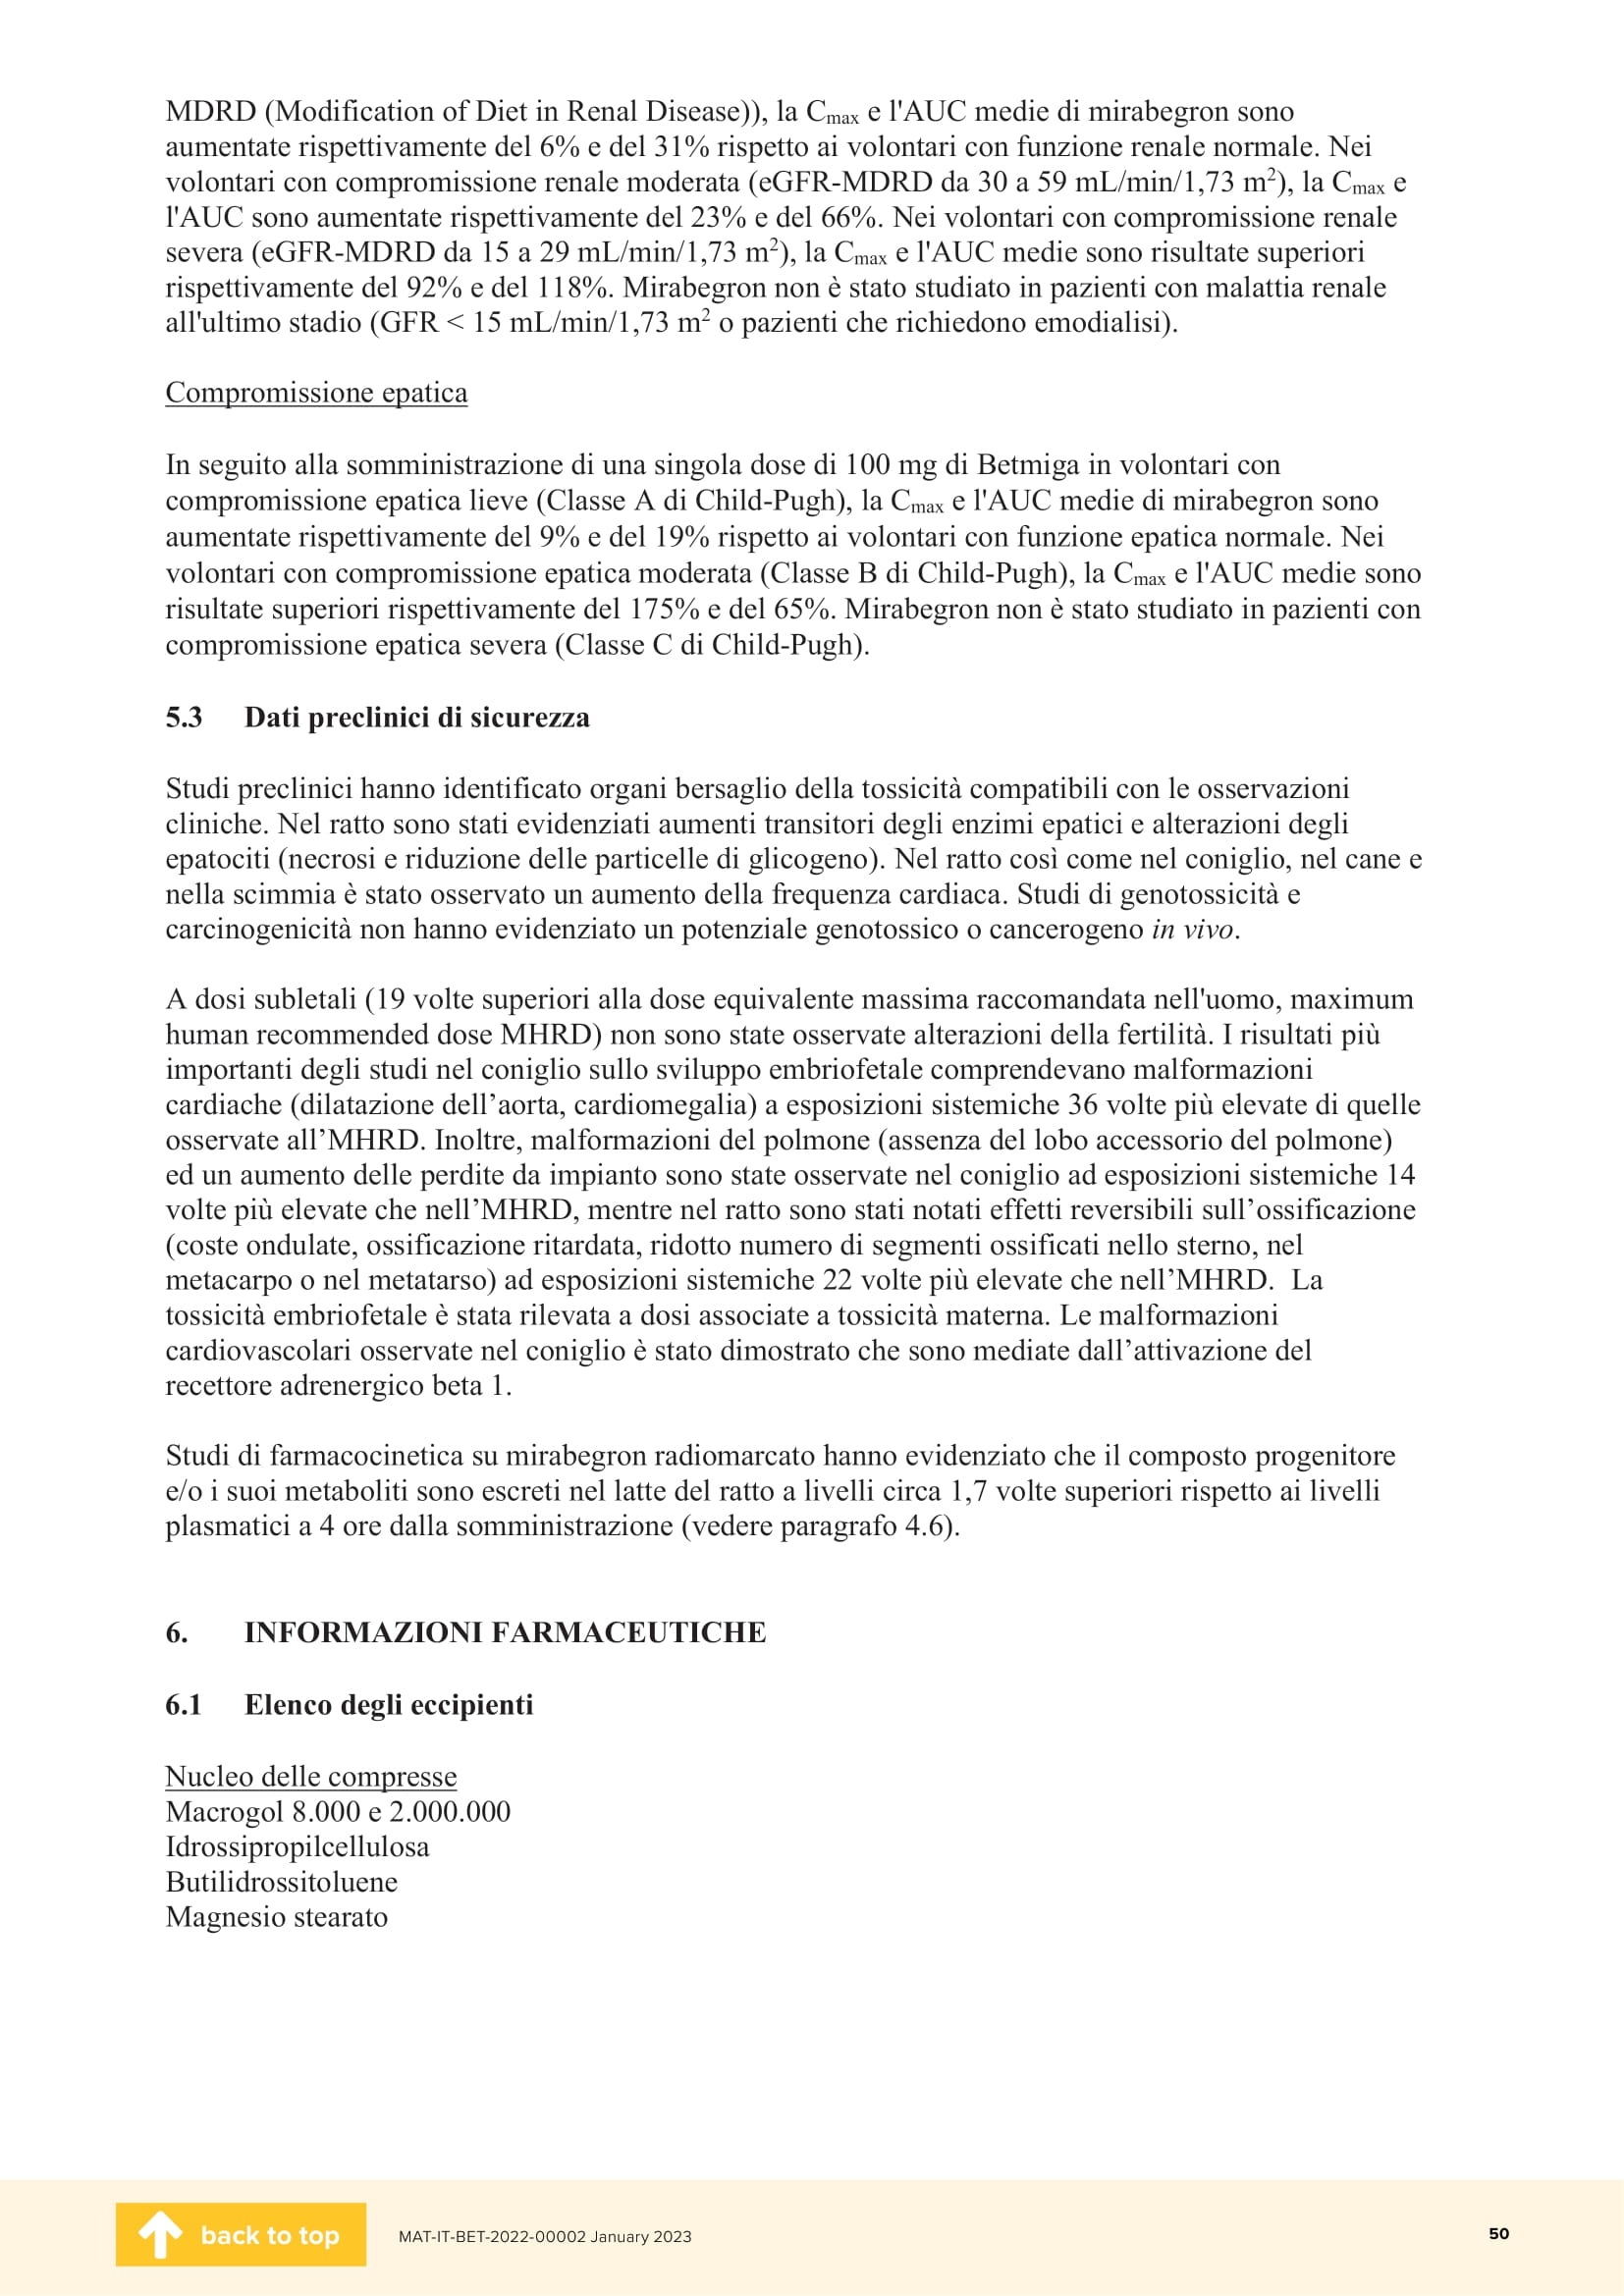 MDRD (Modification of Diet in Renal Disease)), la Cmax e l'AUC medie di mirabegron sono
aumentate rispettivamente del 6% e del 31% rispetto ai volontari con funzione renale normale. Nei
volontari con compromissione renale moderata (eGFR-MDRD da 30 a 59 mL/min/1,73 m²), la Cmax e
l'AUC sono aumentate rispettivamente del 23% e del 66%. Nei volontari con compromissione renale
severa (eGFR-MDRD da 15 a 29 mL/min/1,73 m²), la Cmax e l'AUC medie sono risultate superiori
rispettivamente del 92% e del 118%. Mirabegron non è stato studiato in pazienti con malattia renale
all'ultimo stadio (GFR < 15 mL/min/1,73 m² o pazienti che richiedono emodialisi).
Compromissione epatica
In seguito alla somministrazione di una singola dose di 100 mg di Betmiga in volontari con
compromissione epatica lieve (Classe A di Child-Pugh), la Cmax e l'AUC medie di mirabegron sono
aumentate rispettivamente del 9% e del 19% rispetto ai volontari con funzione epatica normale. Nei
volontari con compromissione epatica moderata (Classe B di Child-Pugh), la Cmax e l'AUC medie sono
risultate superiori rispettivamente del 175% e del 65%. Mirabegron non è stato studiato in pazienti con
compromissione epatica severa (Classe C di Child-Pugh).
5.3 Dati preclinici di sicurezza
Studi preclinici hanno identificato organi bersaglio della tossicità compatibili con le osservazioni
cliniche. Nel ratto sono stati evidenziati aumenti transitori degli enzimi epatici e alterazioni degli
epatociti (necrosi e riduzione delle particelle di glicogeno). Nel ratto così come nel coniglio, nel cane e
nella scimmia è stato osservato un aumento della frequenza cardiaca. Studi di genotossicità e
carcinogenicità non hanno evidenziato un potenziale genotossico o cancerogeno in vivo.
A dosi subletali (19 volte superiori alla dose equivalente massima raccomandata nell'uomo, maximum
human recommended dose MHRD) non sono state osservate alterazioni della fertilità. I risultati più
importanti degli studi nel coniglio sullo sviluppo embriofetale comprendevano malformazioni
cardiache (dilatazione dell’aorta, cardiomegalia) a esposizioni sistemiche 36 volte più elevate di quelle
osservate all’MHRD. Inoltre, malformazioni del polmone (assenza del lobo accessorio del polmone)
ed un aumento delle perdite da impianto sono state osservate nel coniglio ad esposizioni sistemiche 14
volte più elevate che nell’MHRD, mentre nel ratto sono stati notati effetti reversibili sull’ossificazione
(coste ondulate, ossificazione ritardata, ridotto numero di segmenti ossificati nello sterno, nel
metacarpo o nel metatarso) ad esposizioni sistemiche 22 volte più elevate che nell’MHRD. La
tossicità embriofetale è stata rilevata a dosi associate a tossicità materna. Le malformazioni
cardiovascolari osservate nel coniglio è stato dimostrato che sono mediate dall’attivazione del
recettore adrenergico beta 1.
Studi di farmacocinetica su mirabegron radiomarcato hanno evidenziato che il composto progenitore
e/o i suoi metaboliti sono escreti nel latte del ratto a livelli circa 1,7 volte superiori rispetto ai livelli
plasmatici a 4 ore dalla somministrazione (vedere paragrafo 4.6).
6. INFORMAZIONI FARMACEUTICHE
6.1 Elenco degli eccipienti
Nucleo delle compresse
Macrogol 8.000 e 2.000.000
Idrossipropilcellulosa
Butilidrossitoluene
Magnesio stearato
back to top
MAT-IT-BET-2022-00002 January 2023
50